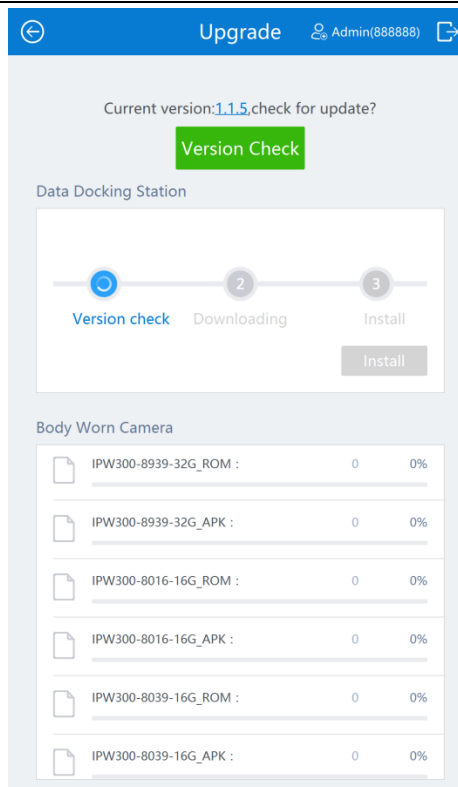 Upgrade Admin(888888)
Current version:1.1.5,check for update?
Version Check
Data Docking Station
2 3
Version check Downloading Install
Install
Body Worn Camera
IPW300-8939-32G_ROM : 0 0%
IPW300-8939-32G_APK : 0 0%
IPW300-8016-16G_ROM : 0 0%
IPW300-8016-16G_APK : 0 0%
IPW300-8039-16G_ROM : 0 0%
IPW300-8039-16G_APK : 0 0%